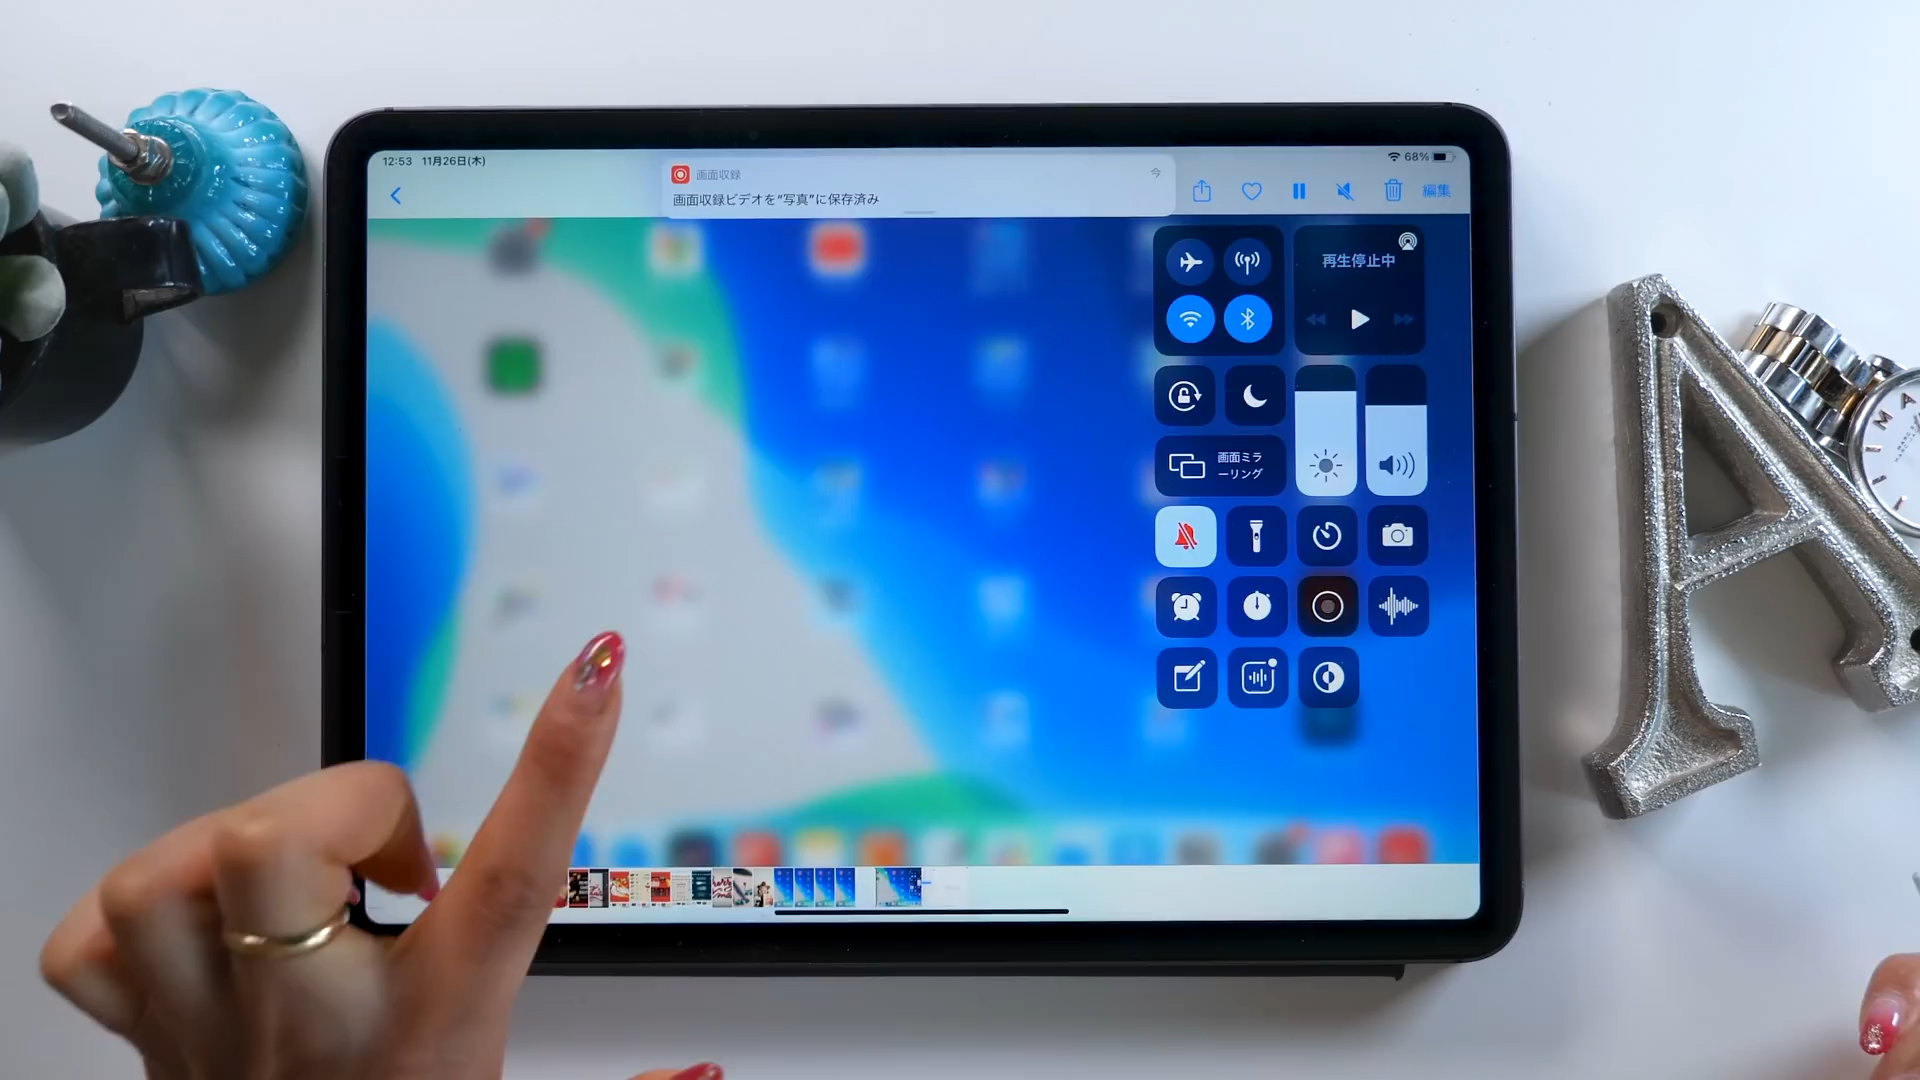 12:53 11月26日(木)
68%
画面収録
今
画面収録ビデオを"写真"に保存済み
編集
再生停止中
画面ミラ
ーリング
A
M A